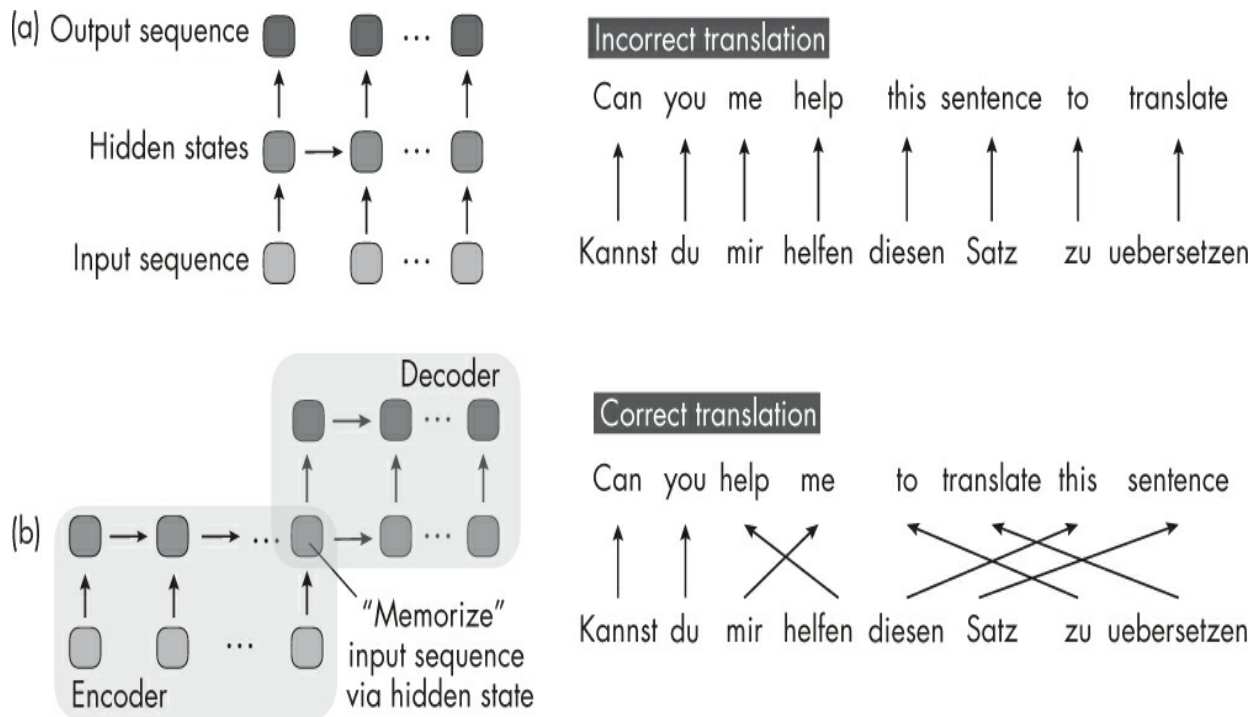 (a) Output sequence
Hidden states
Input sequence
Incorrect translation
Can you me help this sentence to translate
Kannst du mir helfen diesen Satz zu uebersetzen
(b)
Decoder
Encoder
“Memorize”
input sequence
via hidden state
Correct translation
Can you help me to translate this sentence
Kannst du mir helfen diesen Satz zu uebersetzen